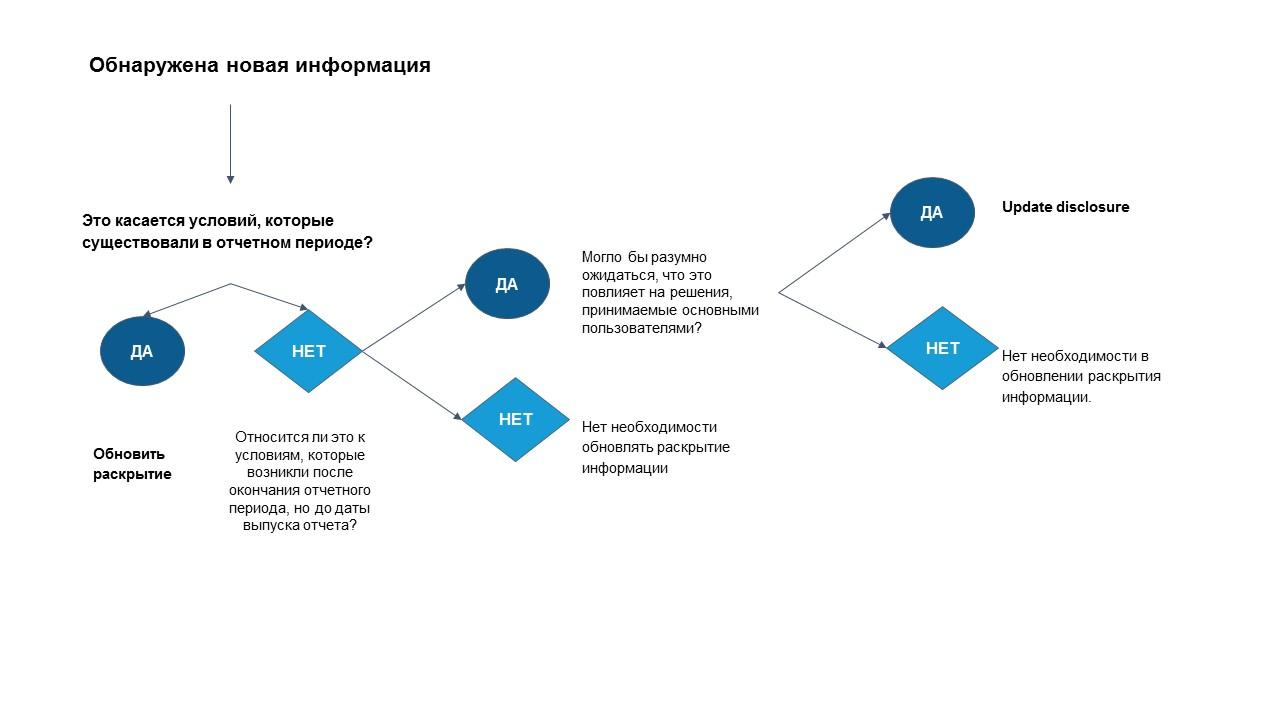 Обнаружена новая информация
Это касается условий, которые
существовали в отчетном периоде?
ДА
НЕТ
Обновить
раскрытие
Относится ли это к
условиям, которые
возникли после
окончания отчетного
периода, но до даты
выпуска отчета?
ДА
Могло бы разумно
ожидаться, что это
повлияет на решения,
принимаемые основными
пользователями?
НЕТ
Нет необходимости
обновлять раскрытие
информации
ДА
Update disclosure
НЕТ
Нет необходимости в
обновлении раскрытия
информации.